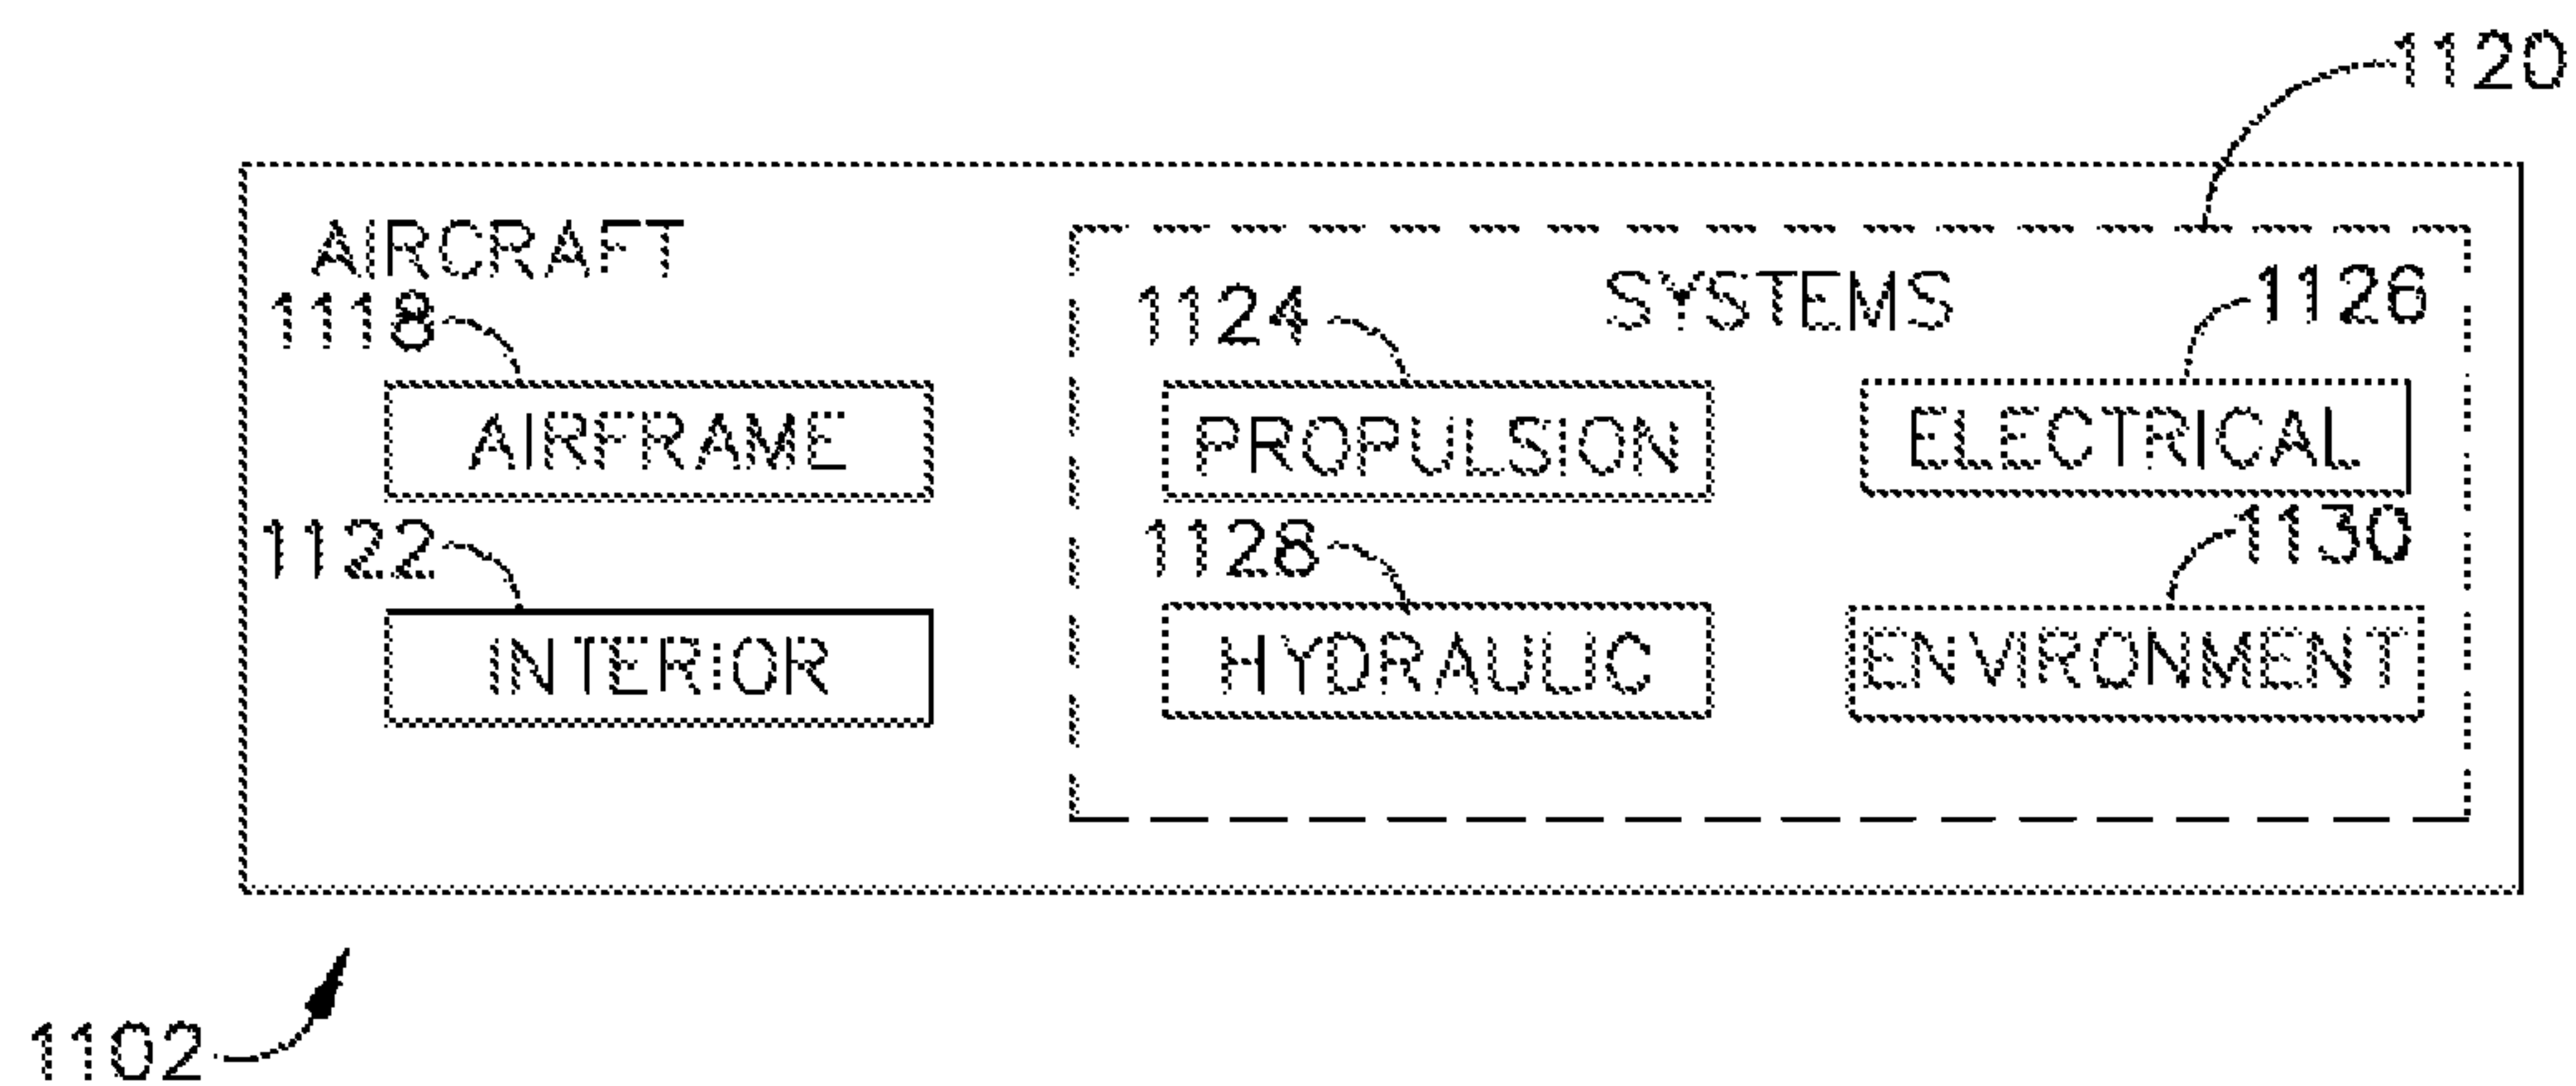 1120
AIRCRAFT
SYSTEMS
1118
1124
1126
AIRFRAME
PROPULSION
ELECTRICAL
1122
1128
1130
INTERIOR
HYDRAULIC
ENVIRONMENT
1102